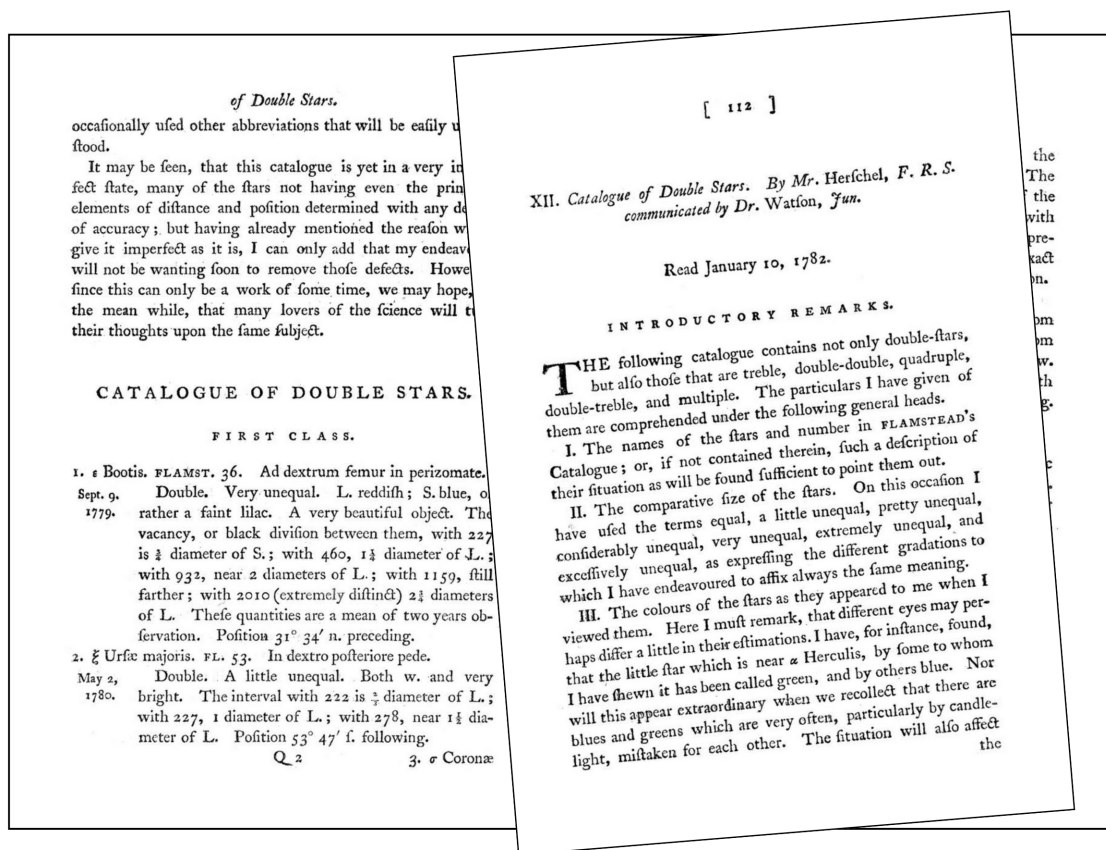 of Double Stars.
occaſionally uſed other abbreviations that will be eaſily u
ſtood.
It may be ſeen, that this catalogue is yet in a very in
fect ſtate, many of the ſtars not having even the prin
elements of diſtance and poſition determined with any de
of accuracy; but having already mentioned the reaſon w
give it imperfect as it is, I can only add that my endeav
will not be wanting ſoon to remove thoſe defects. Howe
ſince this can only be a work of ſome time, we may hope,
the mean while, that many lovers of the ſcience will t
their thoughts upon the ſame ſubject.
CATALOGUE OF DOUBLE STARS.
FIRST CLASS.
1. ε Bootis. FLAMST. 36. Ad dextrum femur in perizomate.
Sept. 9. Double. Very unequal. L. reddiſh; S. blue, o
1779. rather a faint lilac. A very beautiful object. The
vacancy, or black diviſion between them, with 227
is ¾ diameter of S.; with 460, 1½ diameter of L.;
with 932, near 2 diameters of L.; with 1159, ſtill
farther; with 2010 (extremely diſtinct) 2¾ diameters
of L. Theſe quantities are a mean of two years ob-
ſervation. Poſition 31° 34′ n. preceding.
2. ξ Urſæ majoris. FL. 53. In dextro poſteriore pede.
May 2, Double. A little unequal. Both w. and very
1780. bright. The interval with 222 is ⅔ diameter of L.;
with 227, 1 diameter of L.; with 278, near 1½ dia-
meter of L. Poſition 53° 47′ ſ. following.
Q 2 3. σ Coronæ
[ 112 ]
XII. Catalogue of Double Stars. By Mr. Herſchel, F. R. S.
communicated by Dr. Watſon, Jun.
Read January 10, 1782.
INTRODUCTORY REMARKS.
THE following catalogue contains not only double-ſtars,
but alſo thoſe that are treble, double-double, quadruple,
double-treble, and multiple. The particulars I have given of
them are comprehended under the following general heads.
I. The names of the ſtars and number in FLAMSTEAD's
Catalogue; or, if not contained therein, ſuch a deſcription of
their ſituation as will be found ſufficient to point them out.
II. The comparative ſize of the ſtars. On this occaſion I
have uſed the terms equal, a little unequal, pretty unequal,
conſiderably unequal, very unequal, extremely unequal, and
exceſſively unequal, as expreſſing the different gradations to
which I have endeavoured to affix always the ſame meaning.
III. The colours of the ſtars as they appeared to me when I
viewed them. Here I muſt remark, that different eyes may per-
haps differ a little in their eſtimations. I have, for inſtance, found,
that the little ſtar which is near α Herculis, by ſome to whom
I have ſhewn it has been called green, and by others blue. Nor
will this appear extraordinary when we recollect that there are
blues and greens which are very often, particularly by candle-
light, miſtaken for each other. The ſituation will alſo affect
the
the
The
the
with
pre-
xact
on.
om
om
w.
th
g.